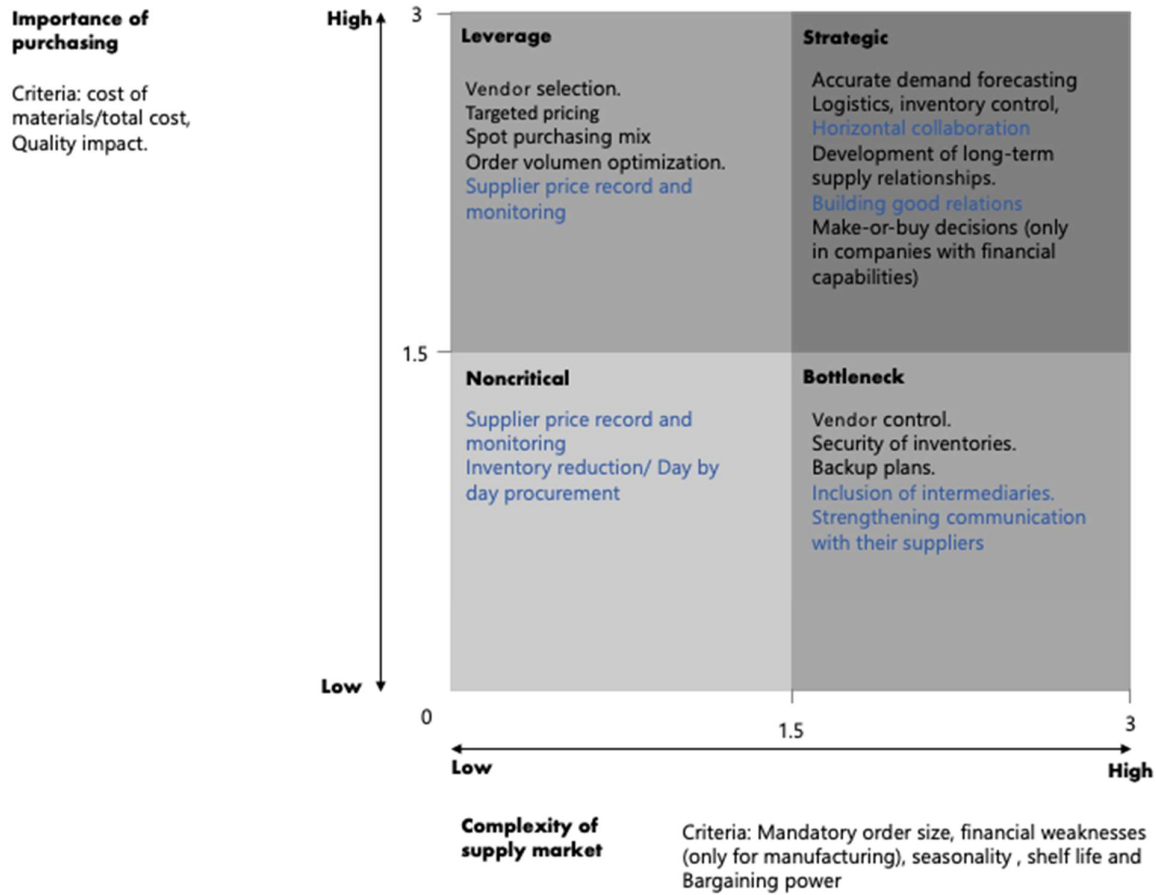 Importance of
purchasing
Criteria: cost of
materials/total cost,
Quality impact.
High
3
Leverage
Vendor selection.
Targeted pricing
Spot purchasing mix
Order volumen optimization.
Supplier price record and
monitoring
Strategic
Accurate demand forecasting
Logistics, inventory control,
Horizontal collaboration
Development of long-term
supply relationships.
Building good relations
Make-or-buy decisions (only
in companies with financial
capabilities)
1.5
Noncritical
Supplier price record and
monitoring
Inventory reduction/ Day by
day procurement
Bottleneck
Vendor control.
Security of inventories.
Backup plans.
Inclusion of intermediaries.
Strengthening communication
with their suppliers
Low
0
1.5
3
Low
High
Complexity of
supply market
Criteria: Mandatory order size, financial weaknesses
(only for manufacturing), seasonality , shelf life and
Bargaining power